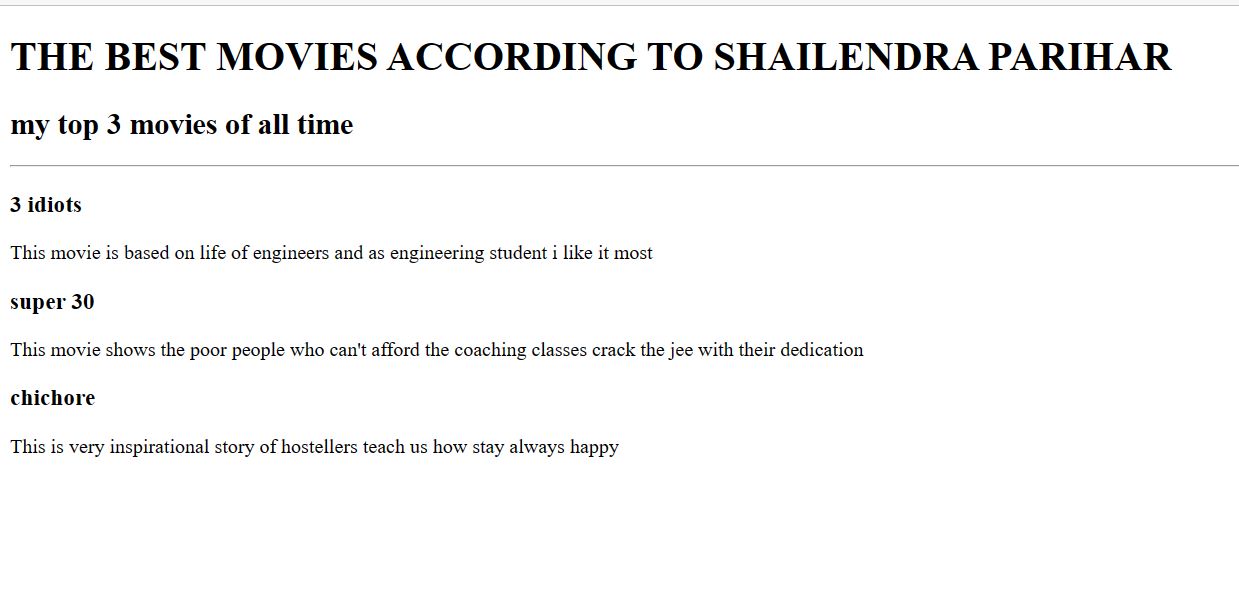 THE BEST MOVIES ACCORDING TO SHAILENDRA PARIHAR
my top 3 movies of all time
3 idiots
This movie is based on life of engineers and as engineering student i like it most
super 30
This movie shows the poor people who can't afford the coaching classes crack the jee with their dedication
chichore
This is very inspirational story of hostellers teach us how stay always happy